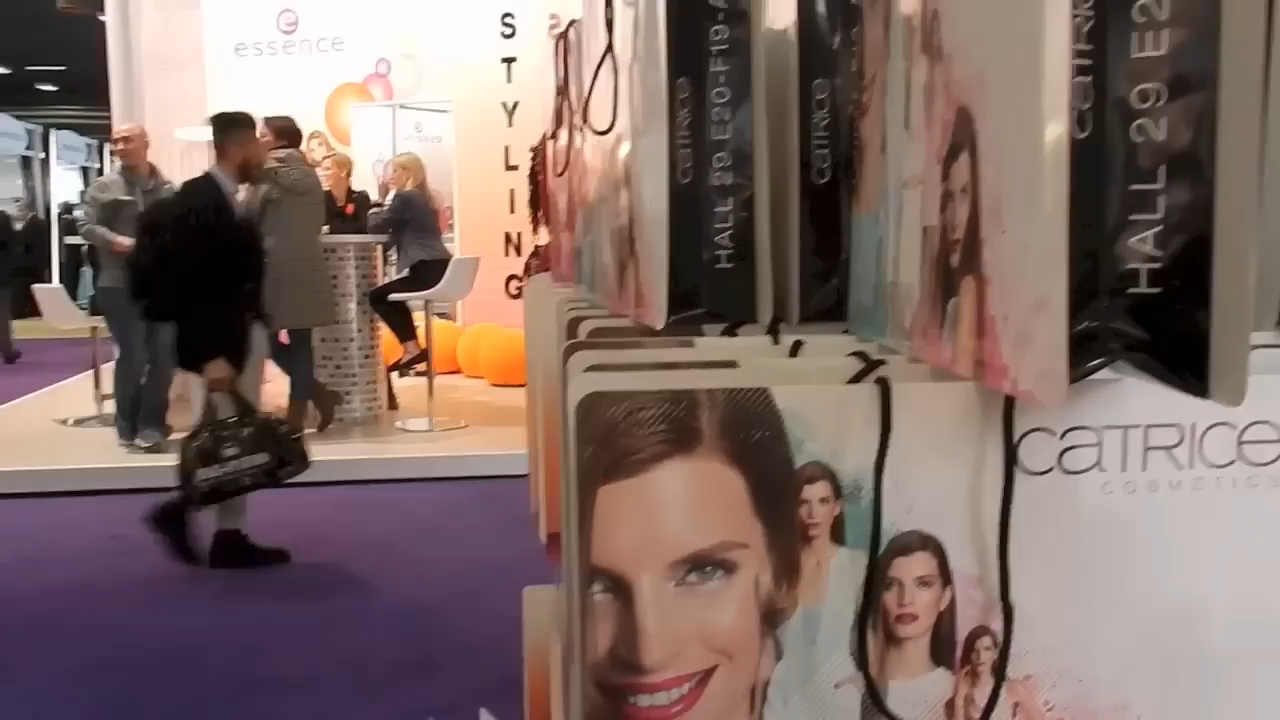 essence
STYLING
CATRICE
HALL 29 E20-F19-
CATRICE
CATRICE
HALL 29 E2
CATRICE
COSMETICS